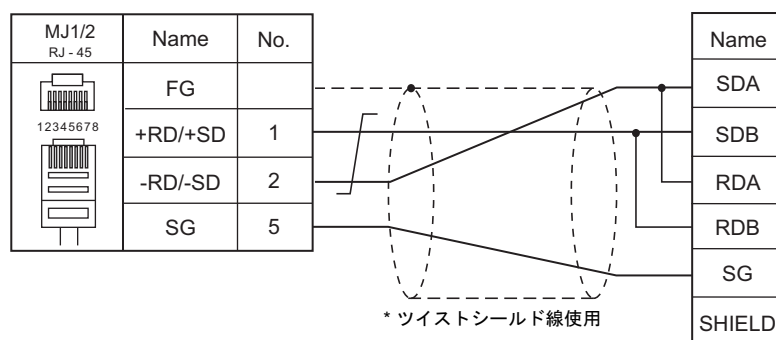 MJ1/2
RJ - 45
Name
No.
FG
12345678
+RD/+SD
1
-RD/-SD
2
SG
5
Name
SDA
SDB
RDA
RDB
SG
SHIELD
* ツイストシールド線使用